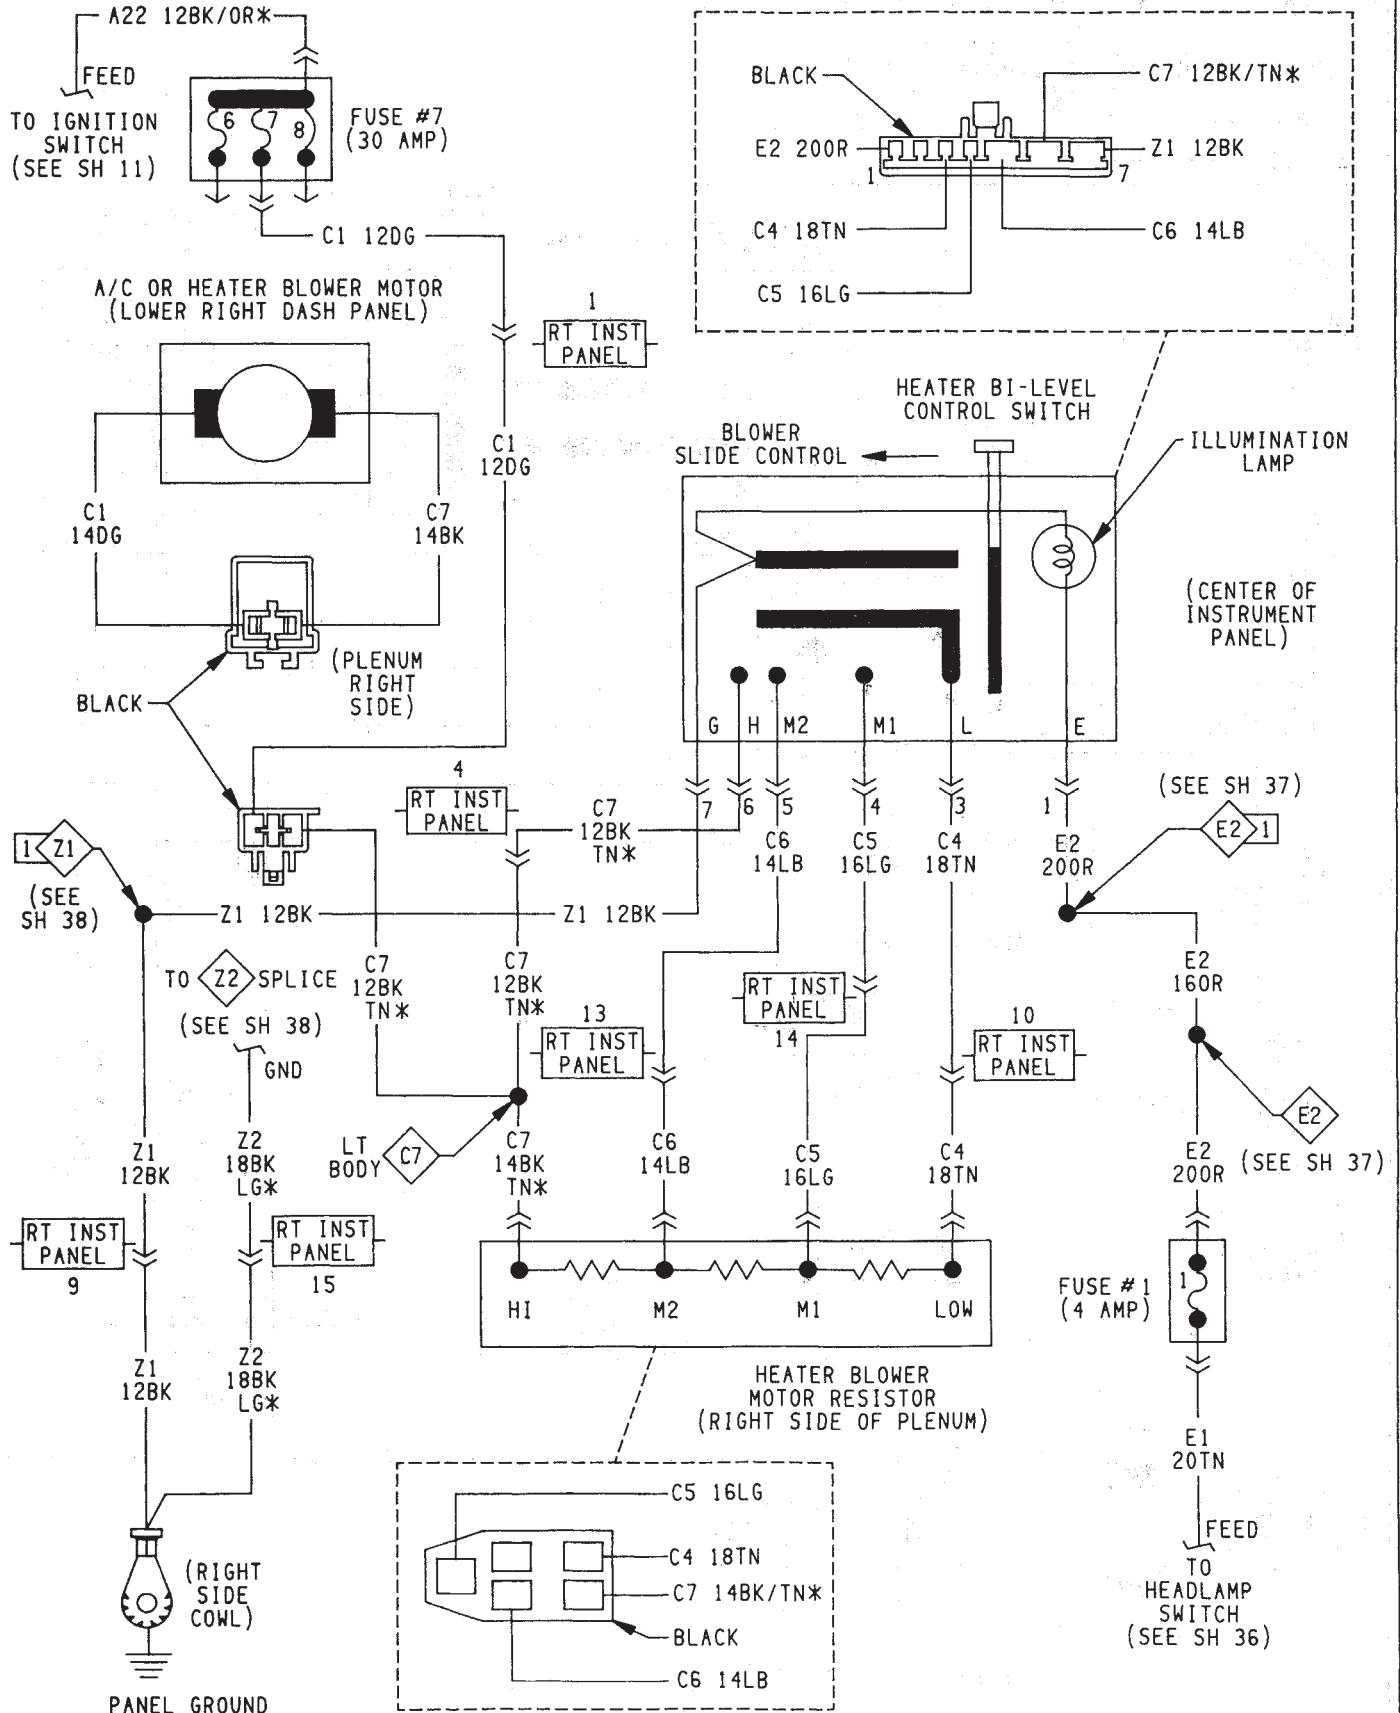 A22 12BK/OR*
FEED
TO IGNITION
SWITCH
(SEE SH 11)
6 7 8
FUSE #7
(30 AMP)
C1 12DG
BLACK
C7 12BK/TN*
E2 200R
Z1 12BK
1
7
C4 18TN
C6 14LB
C5 16LG
A/C OR HEATER BLOWER MOTOR
(LOWER RIGHT DASH PANEL)
1
RT INST
PANEL
C1
12DG
C1
14DG
C7
14BK
HEATER BI-LEVEL
CONTROL SWITCH
BLOWER
SLIDE CONTROL
ILLUMINATION
LAMP
(CENTER OF
INSTRUMENT
PANEL)
(PLENUM
RIGHT
SIDE)
BLACK
G H M2 M1 L E
7 6 5 4 3 1
4
RT INST
PANEL
C7
12BK
TN*
C6
14LB
C5
16LG
C4
18TN
E2
200R
(SEE SH 37)
E2 1
1 Z1
(SEE
SH 38)
Z1 12BK
Z1 12BK
TO Z2 SPLICE
(SEE SH 38)
GND
C7
12BK
TN*
C7
12BK
TN*
13
RT INST
PANEL
RT INST
PANEL
14
10
RT INST
PANEL
E2
160R
E2
(SEE SH 37)
Z1
12BK
Z2
18BK
LG*
LT
BODY
C7
C7
14BK
TN*
C6
14LB
C5
16LG
C4
18TN
E2
200R
RT INST
PANEL
9
RT INST
PANEL
15
HI M2 M1 LOW
FUSE #1
(4 AMP)
1
Z1
12BK
Z2
18BK
LG*
HEATER BLOWER
MOTOR RESISTOR
(RIGHT SIDE OF PLENUM)
E1
20TN
FEED
TO
HEADLAMP
SWITCH
(SEE SH 36)
C5 16LG
C4 18TN
C7 14BK/TN*
BLACK
C6 14LB
(RIGHT
SIDE
COWL)
PANEL GROUND